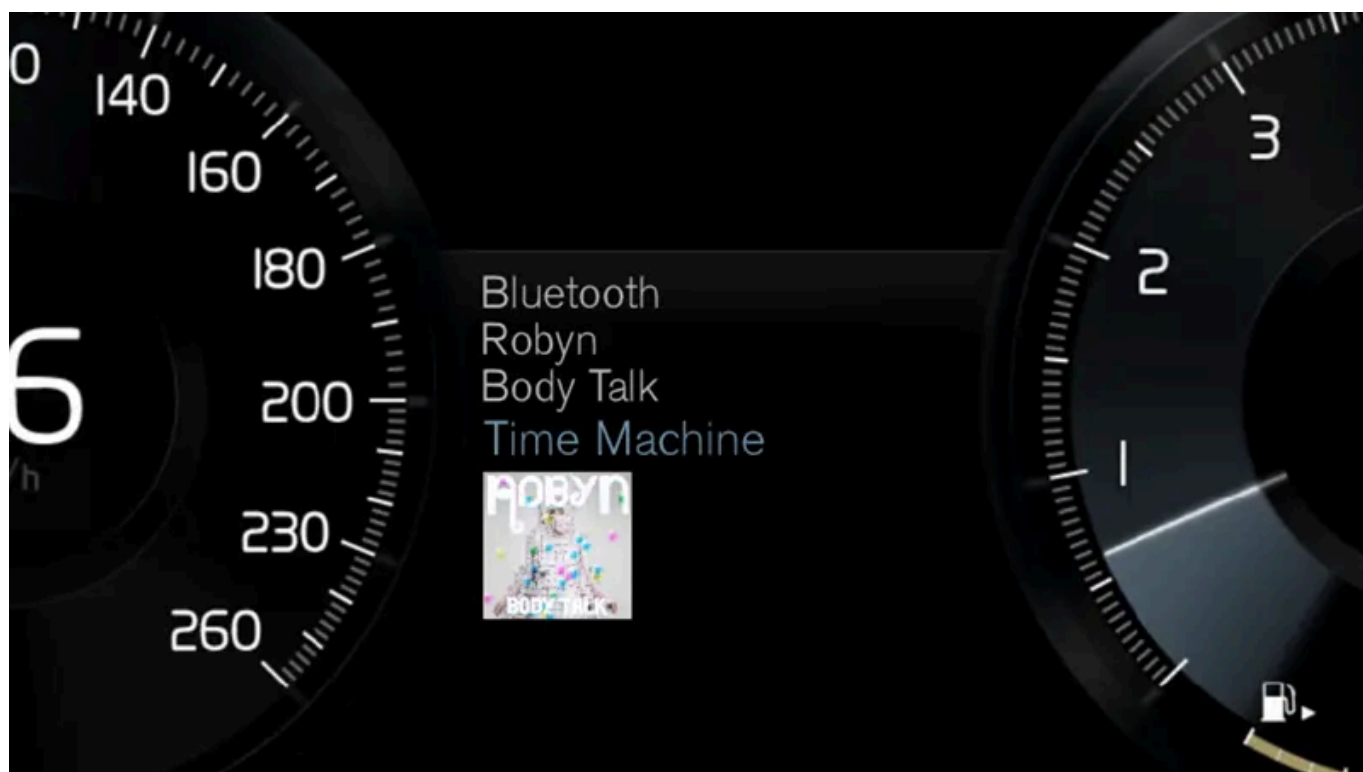 0
140
160
180
200
230
260
6
/h
Bluetooth
Robyn
Body Talk
Time Machine
ROBYN
BODY TALK
3
2
1